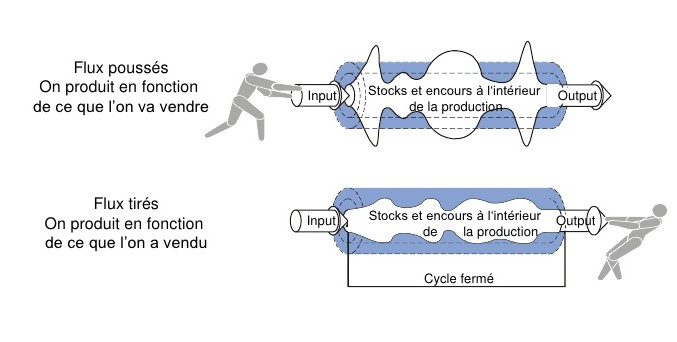 Flux poussés
On produit en fonction
de ce que l'on va vendre
Input
Stocks et encours à l'intérieur
de la production
Output
Flux tirés
On produit en fonction
de ce que l'on a vendu
Input
Stocks et encours à l'intérieur
de la production
Output
Cycle fermé